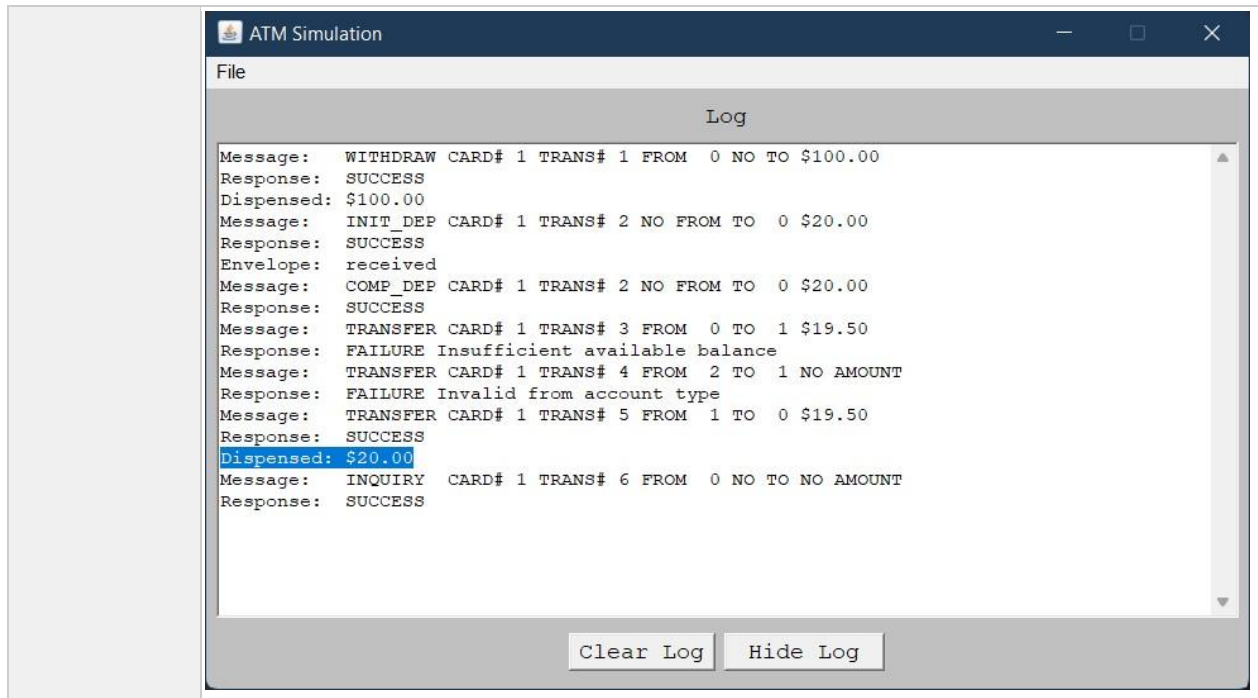 ATM Simulation
File
Log
Message:   WITHDRAW CARD# 1 TRANS# 1 FROM  0 NO TO $100.00
Response:  SUCCESS
Dispensed: $100.00
Message:   INIT_DEP CARD# 1 TRANS# 2 NO FROM TO  0 $20.00
Response:  SUCCESS
Envelope:  received
Message:   COMP_DEP CARD# 1 TRANS# 2 NO FROM TO  0 $20.00
Response:  SUCCESS
Message:   TRANSFER CARD# 1 TRANS# 3 FROM  0 TO  1 $19.50
Response:  FAILURE Insufficient available balance
Message:   TRANSFER CARD# 1 TRANS# 4 FROM  2 TO  1 NO AMOUNT
Response:  FAILURE Invalid from account type
Message:   TRANSFER CARD# 1 TRANS# 5 FROM  1 TO  0 $19.50
Response:  SUCCESS
Dispensed: $20.00
Message:   INQUIRY  CARD# 1 TRANS# 6 FROM  0 NO TO NO AMOUNT
Response:  SUCCESS
Clear Log Hide Log